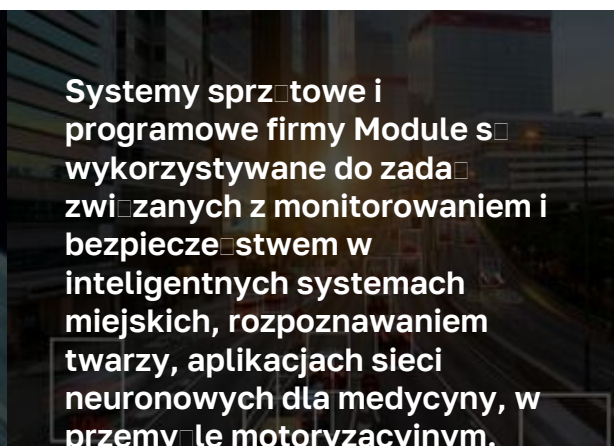 Systemy sprz□towe i
programowe firmy Module s□
wykorzystywane do zada□
zwi□zanych z monitorowaniem i
bezpiecze□stwem w
inteligentnych systemach
miejskich, rozpoznawaniem
twarzy, aplikacjach sieci
neuronowych dla medycyny, w
przemy□le motoryzacyjnym.